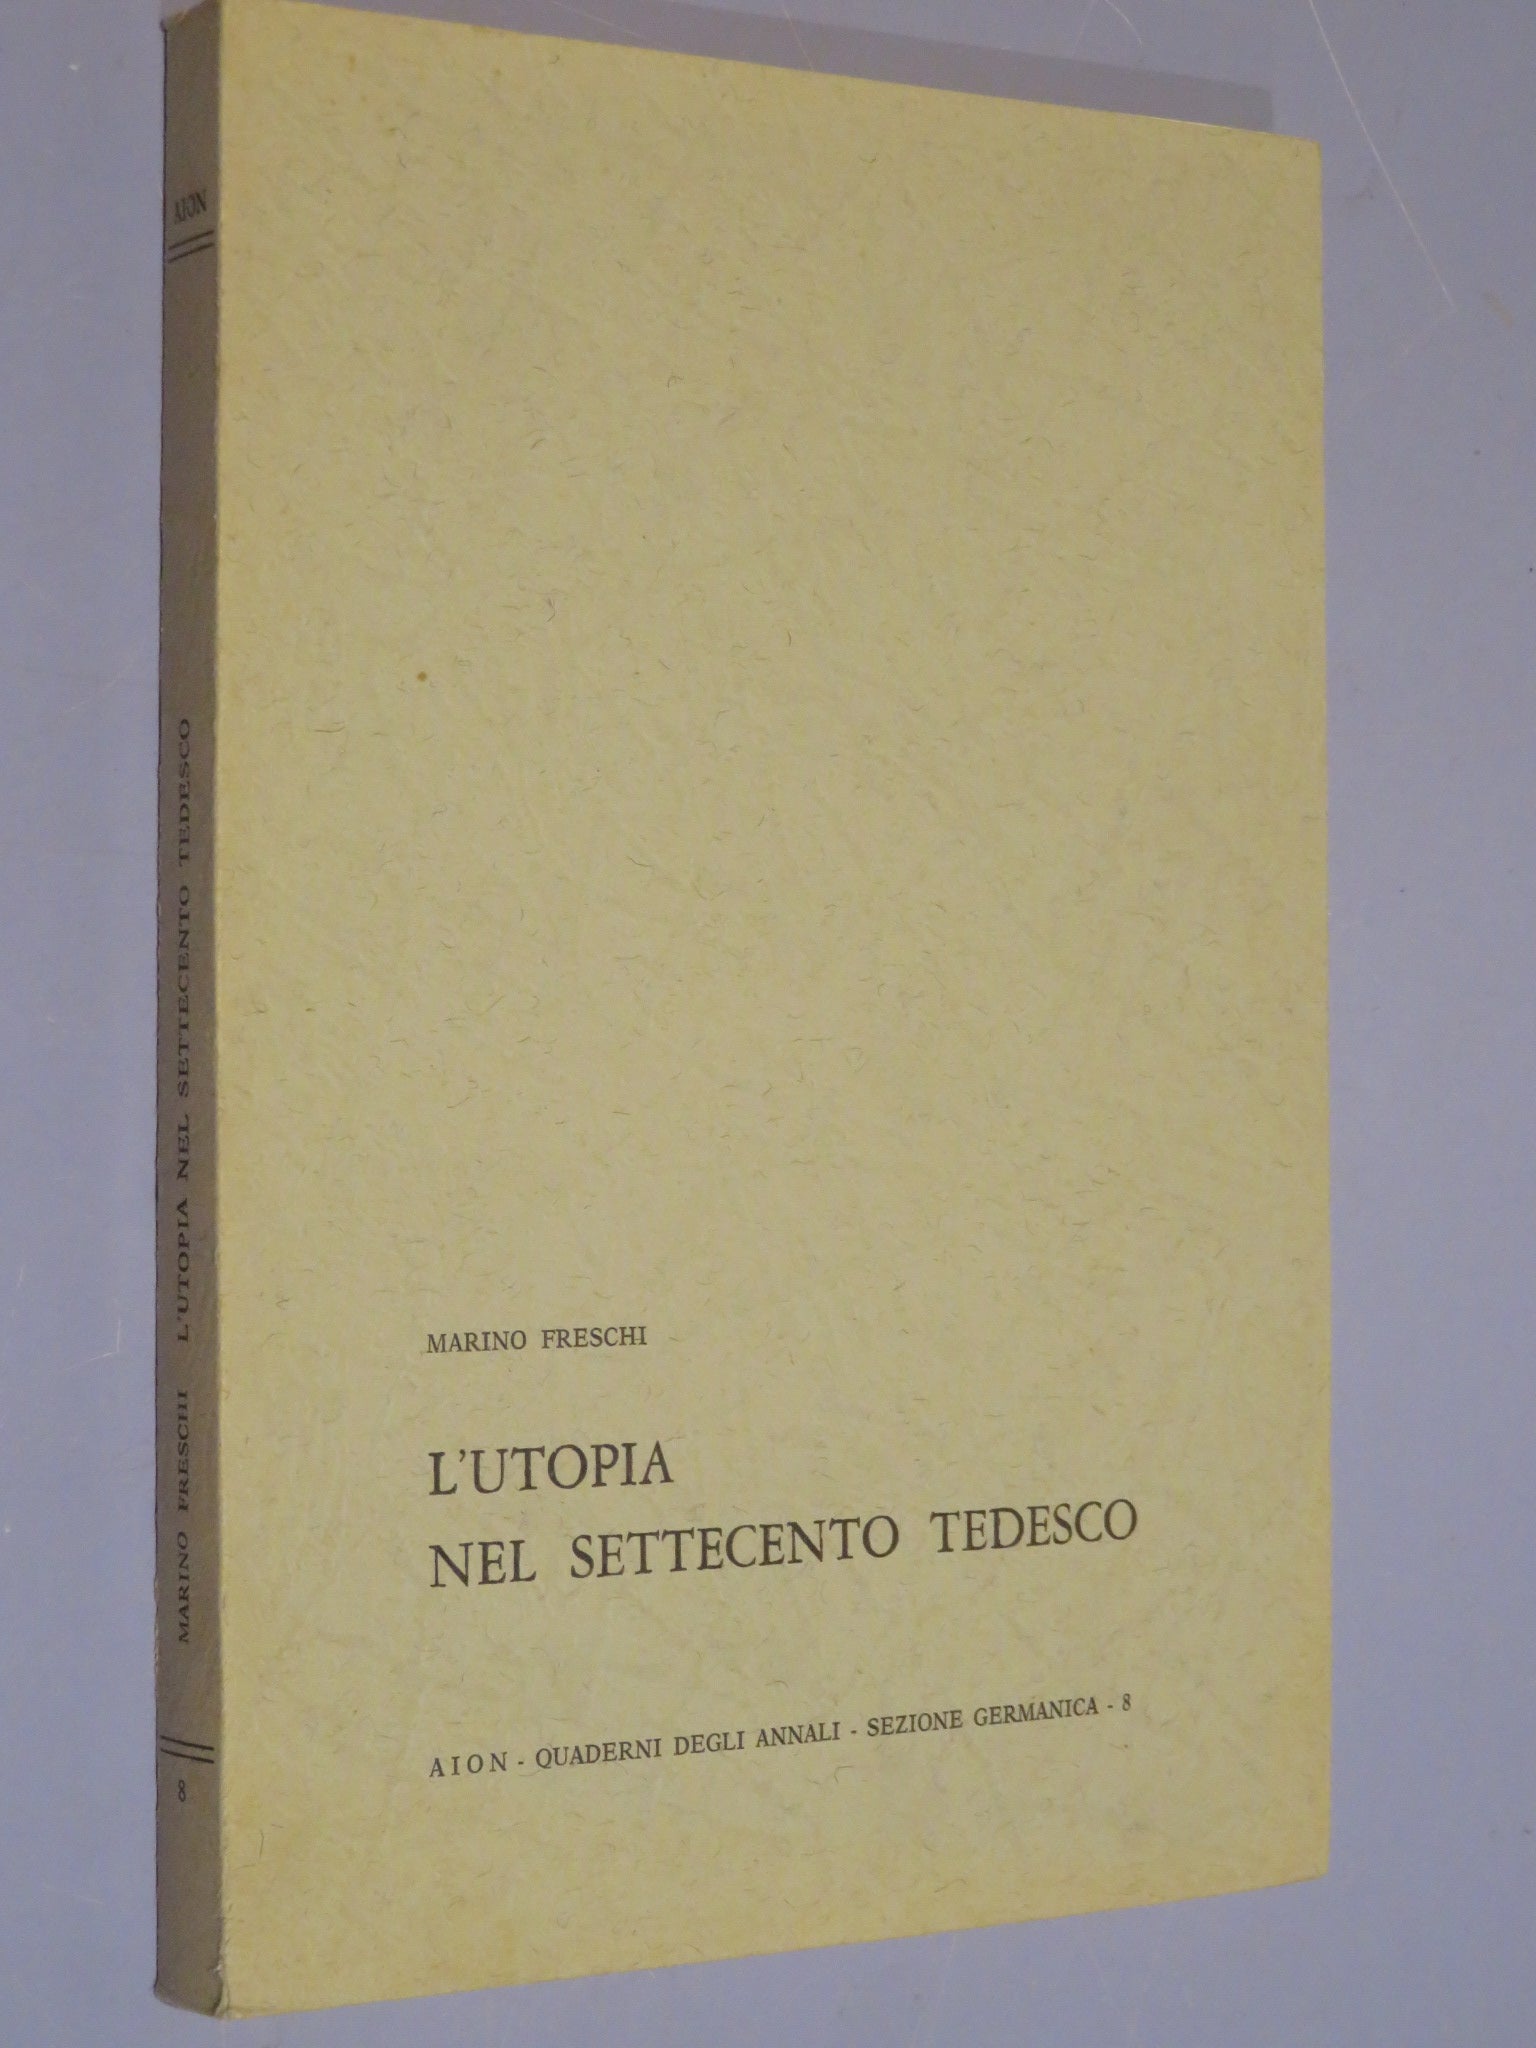 AION
MARINO FRESCHI L'UTOPIA NEL SETTECENTO TEDESCO
8
MARINO FRESCHI
L'UTOPIA
NEL SETTECENTO TEDESCO
AION - QUADERNI DEGLI ANNALI - SEZIONE GERMANICA - 8